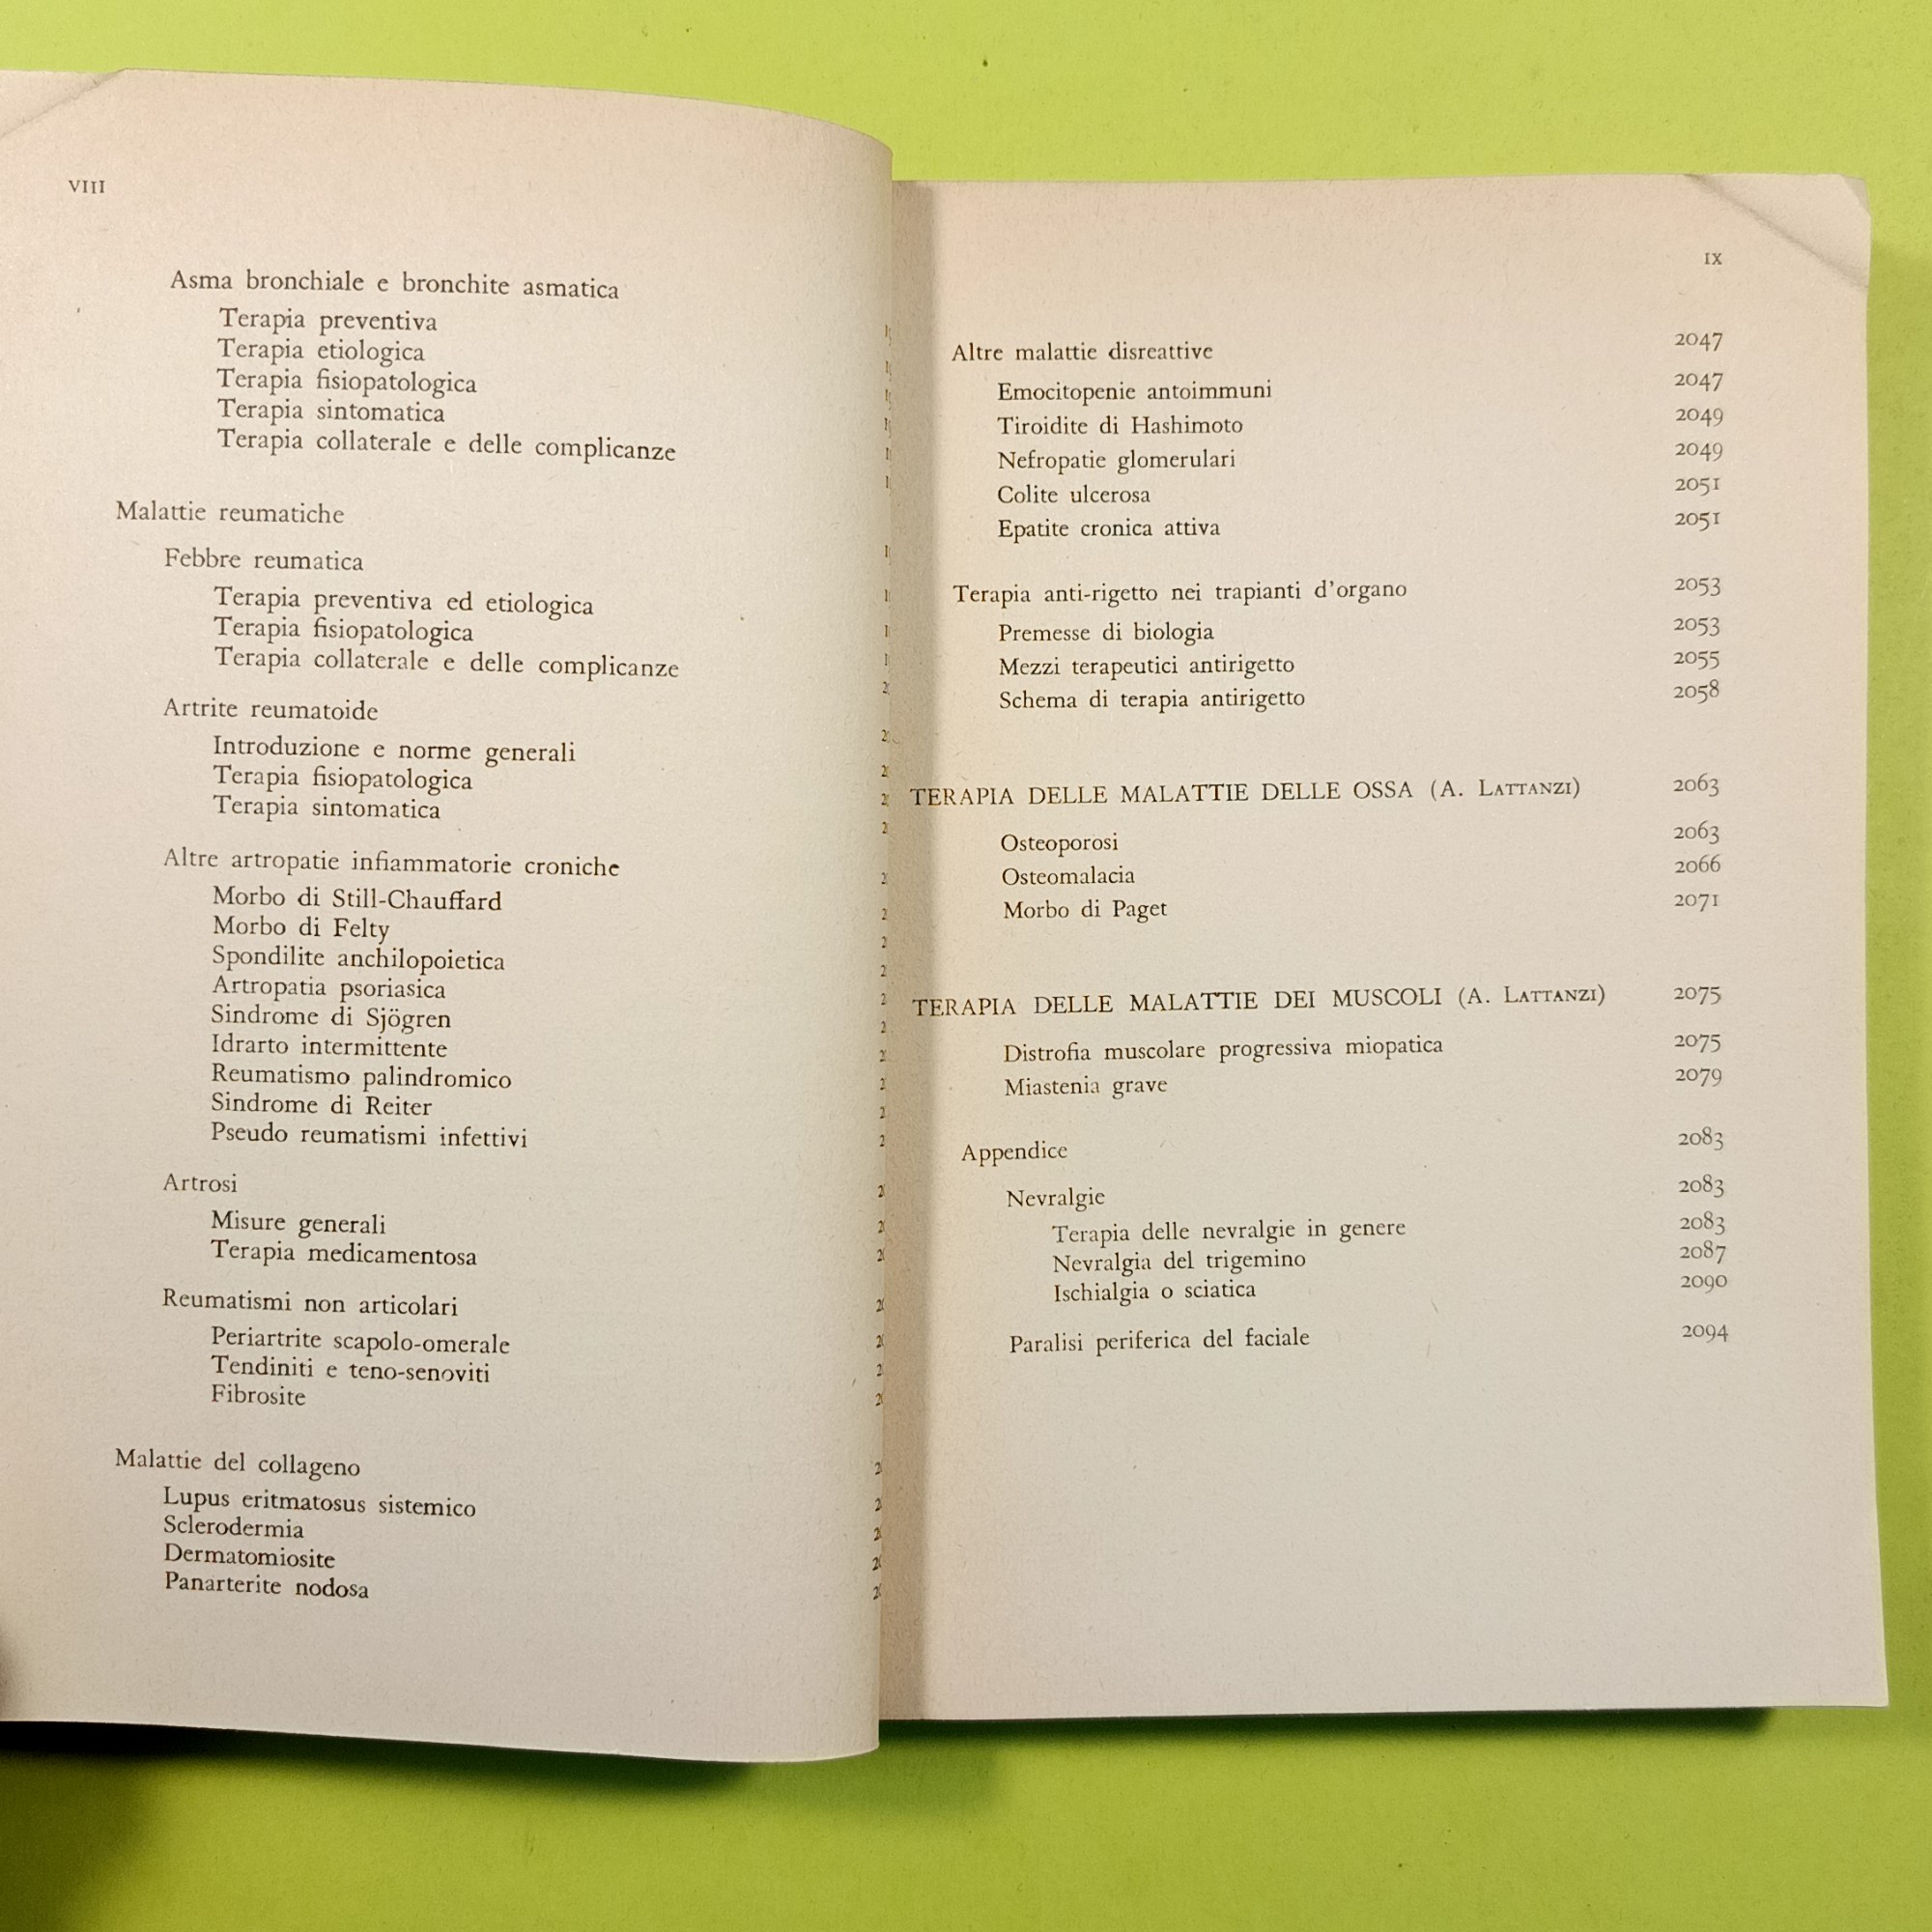 VIII
Asma bronchiale e bronchite asmatica
Terapia preventiva
Terapia etiologica
Terapia fisiopatologica
Terapia sintomatica
Terapia collaterale e delle complicanze
Malattie reumatiche
Febbre reumatica
Terapia preventiva ed etiologica
Terapia fisiopatologica
Terapia collaterale e delle complicanze
Artrite reumatoide
Introduzione e norme generali
Terapia fisiopatologica
Terapia sintomatica
Altre artropatie infiammatorie croniche
Morbo di Still-Chauffard
Morbo di Felty
Spondilite anchilopoietica
Artropatia psoriasica
Sindrome di Sjögren
Idrarto intermittente
Reumatismo palindromico
Sindrome di Reiter
Pseudo reumatismi infettivi
Artrosi
Misure generali
Terapia medicamentosa
Reumatismi non articolari
Periartrite scapolo-omerale
Tendiniti e teno-senoviti
Fibrosite
Malattie del collageno
Lupus eritmatosus sistemico
Sclerodermia
Dermatomiosite
Panarterite nodosa
IX
Altre malattie disreattive 2047
Emocitopenie antoimmuni 2047
Tiroidite di Hashimoto 2049
Nefropatie glomerulari 2049
Colite ulcerosa 2051
Epatite cronica attiva 2051
Terapia anti-rigetto nei trapianti d'organo 2053
Premesse di biologia 2053
Mezzi terapeutici antirigetto 2055
Schema di terapia antirigetto 2058
TERAPIA DELLE MALATTIE DELLE OSSA (A. LATTANZI) 2063
Osteoporosi 2063
Osteomalacia 2066
Morbo di Paget 2071
TERAPIA DELLE MALATTIE DEI MUSCOLI (A. LATTANZI) 2075
Distrofia muscolare progressiva miopatica 2075
Miastenia grave 2079
Appendice 2083
Nevralgie 2083
Terapia delle nevralgie in genere 2083
Nevralgia del trigemino 2087
Ischialgia o sciatica 2090
Paralisi periferica del faciale 2094